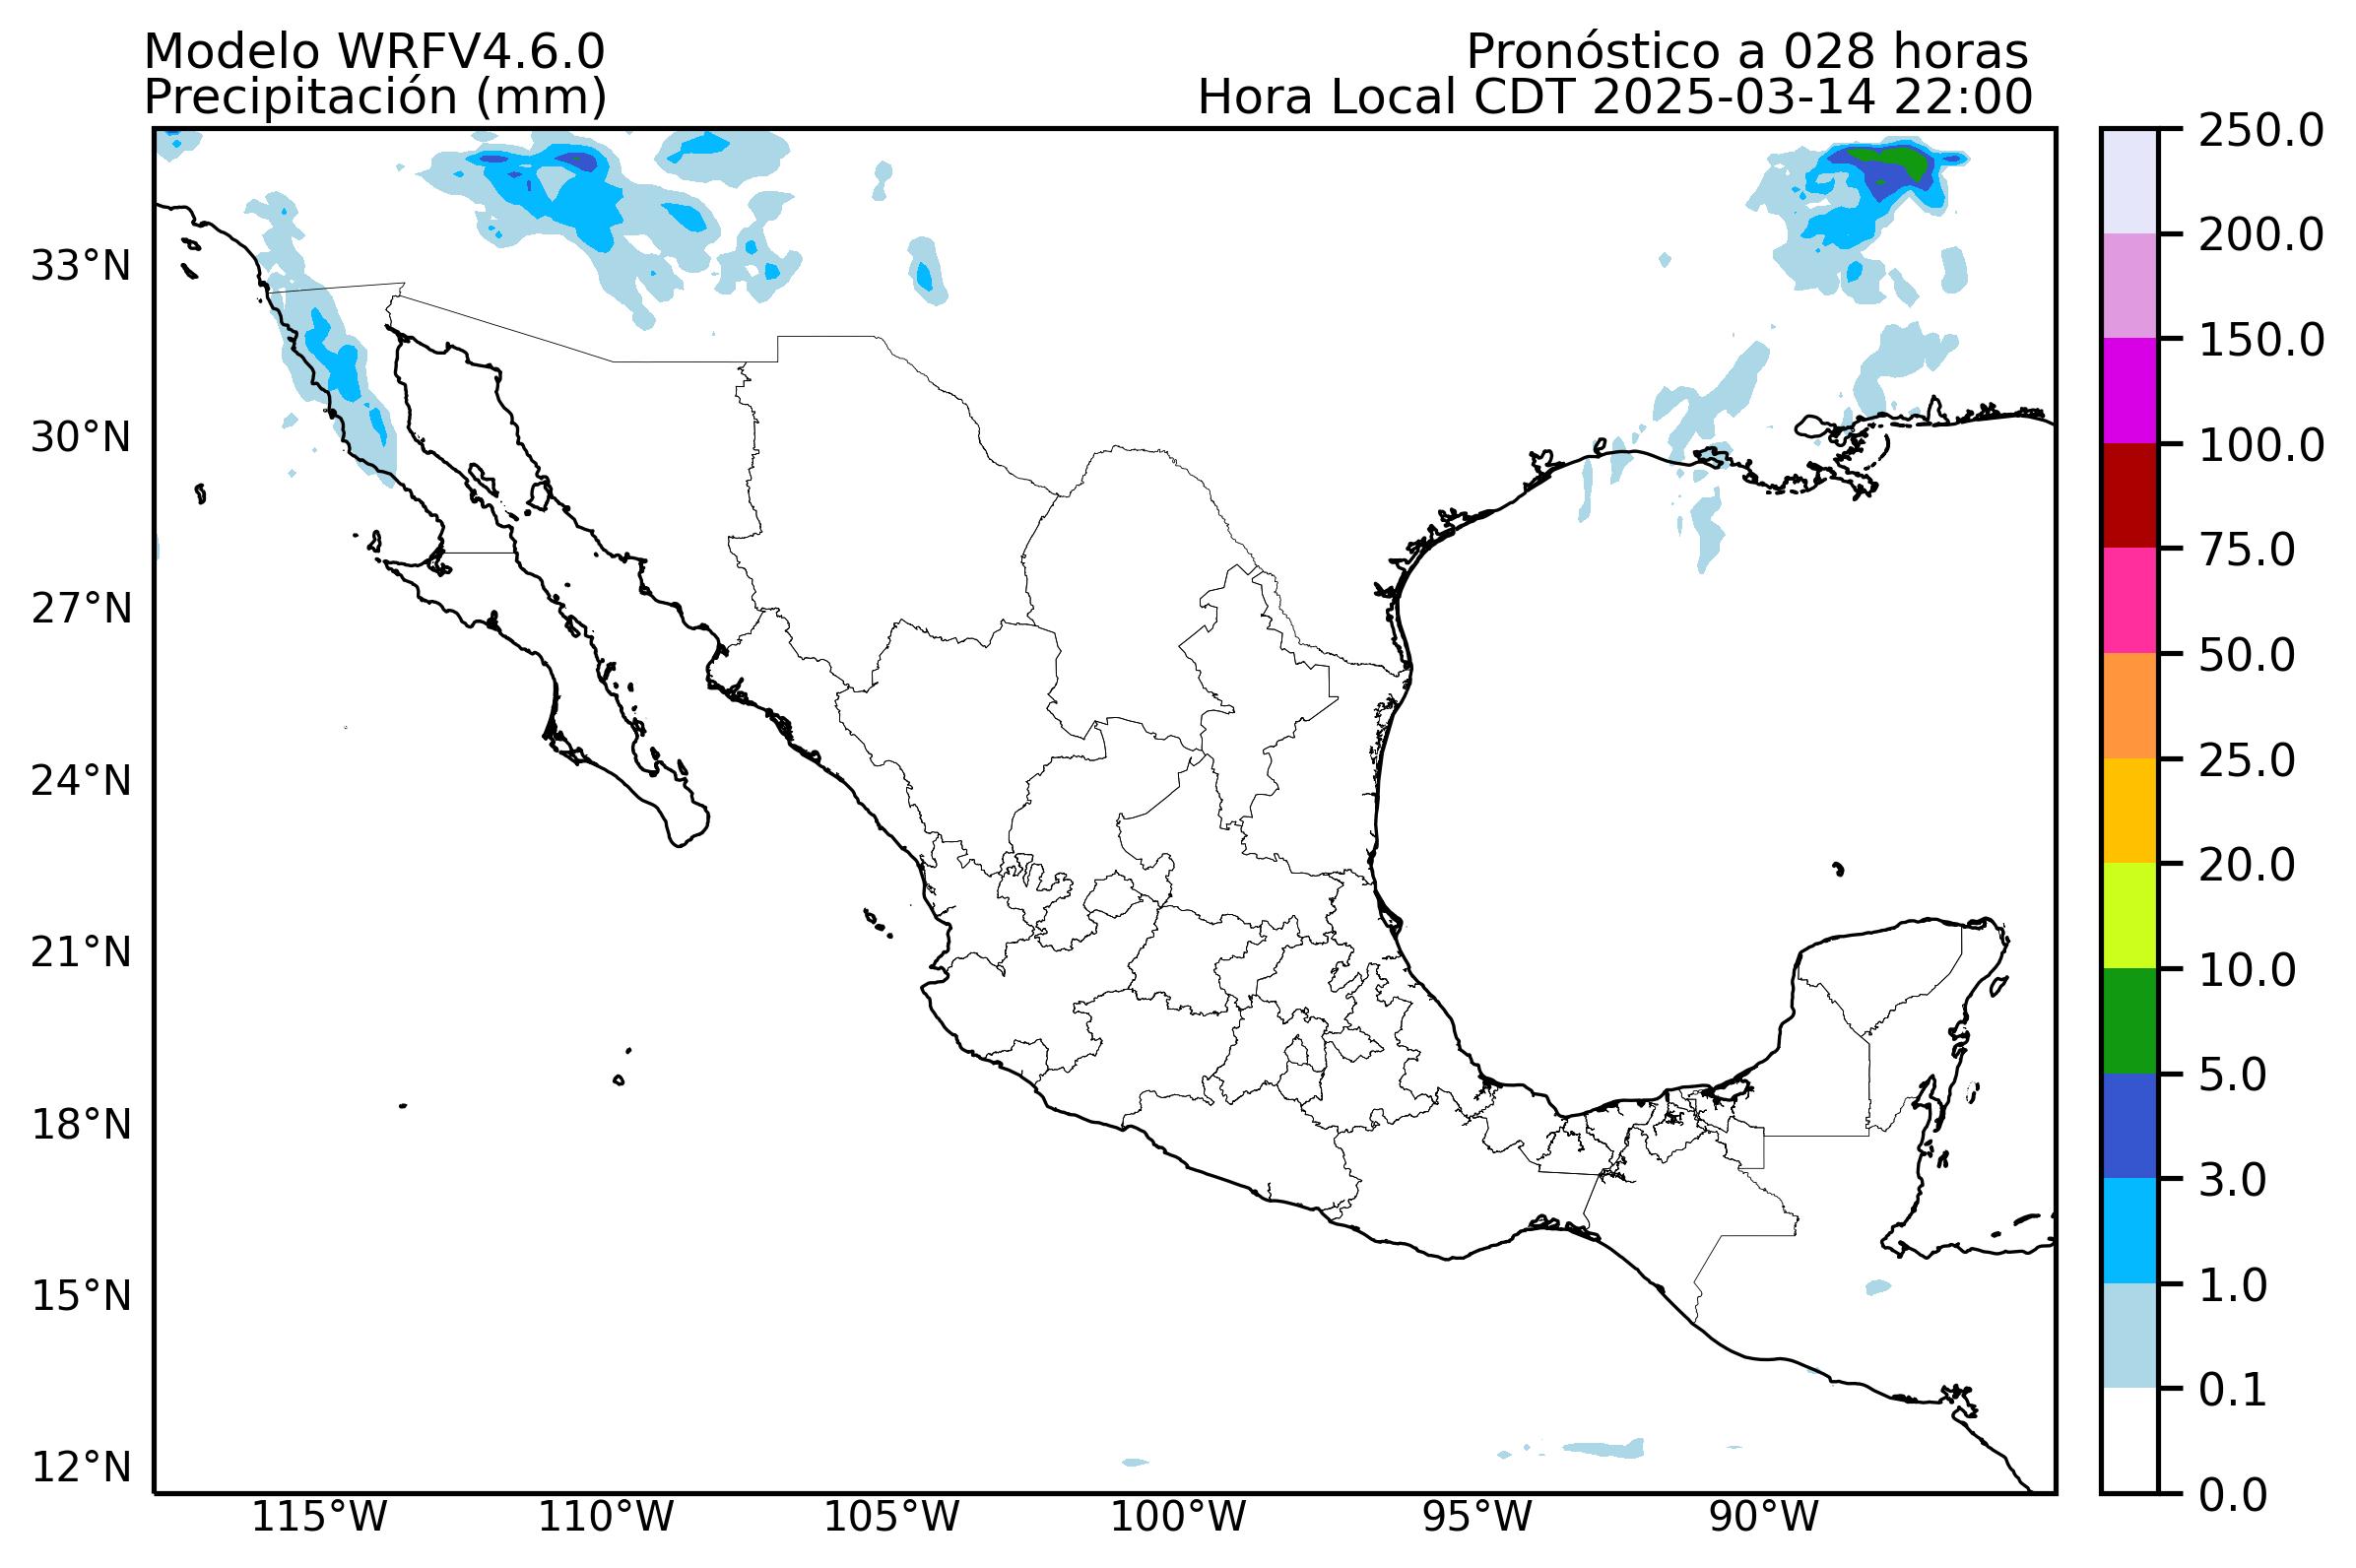 Modelo WRFV4.6.0
Precipitación (mm)
Pronóstico a 028 horas
Hora Local CDT 2025-03-14 22:00
33°N
30°N
27°N
24°N
21°N
18°N
15°N
12°N
115°W
110°W
105°W
100°W
95°W
90°W
250.0
200.0
150.0
100.0
75.0
50.0
25.0
20.0
10.0
5.0
3.0
1.0
0.1
0.0